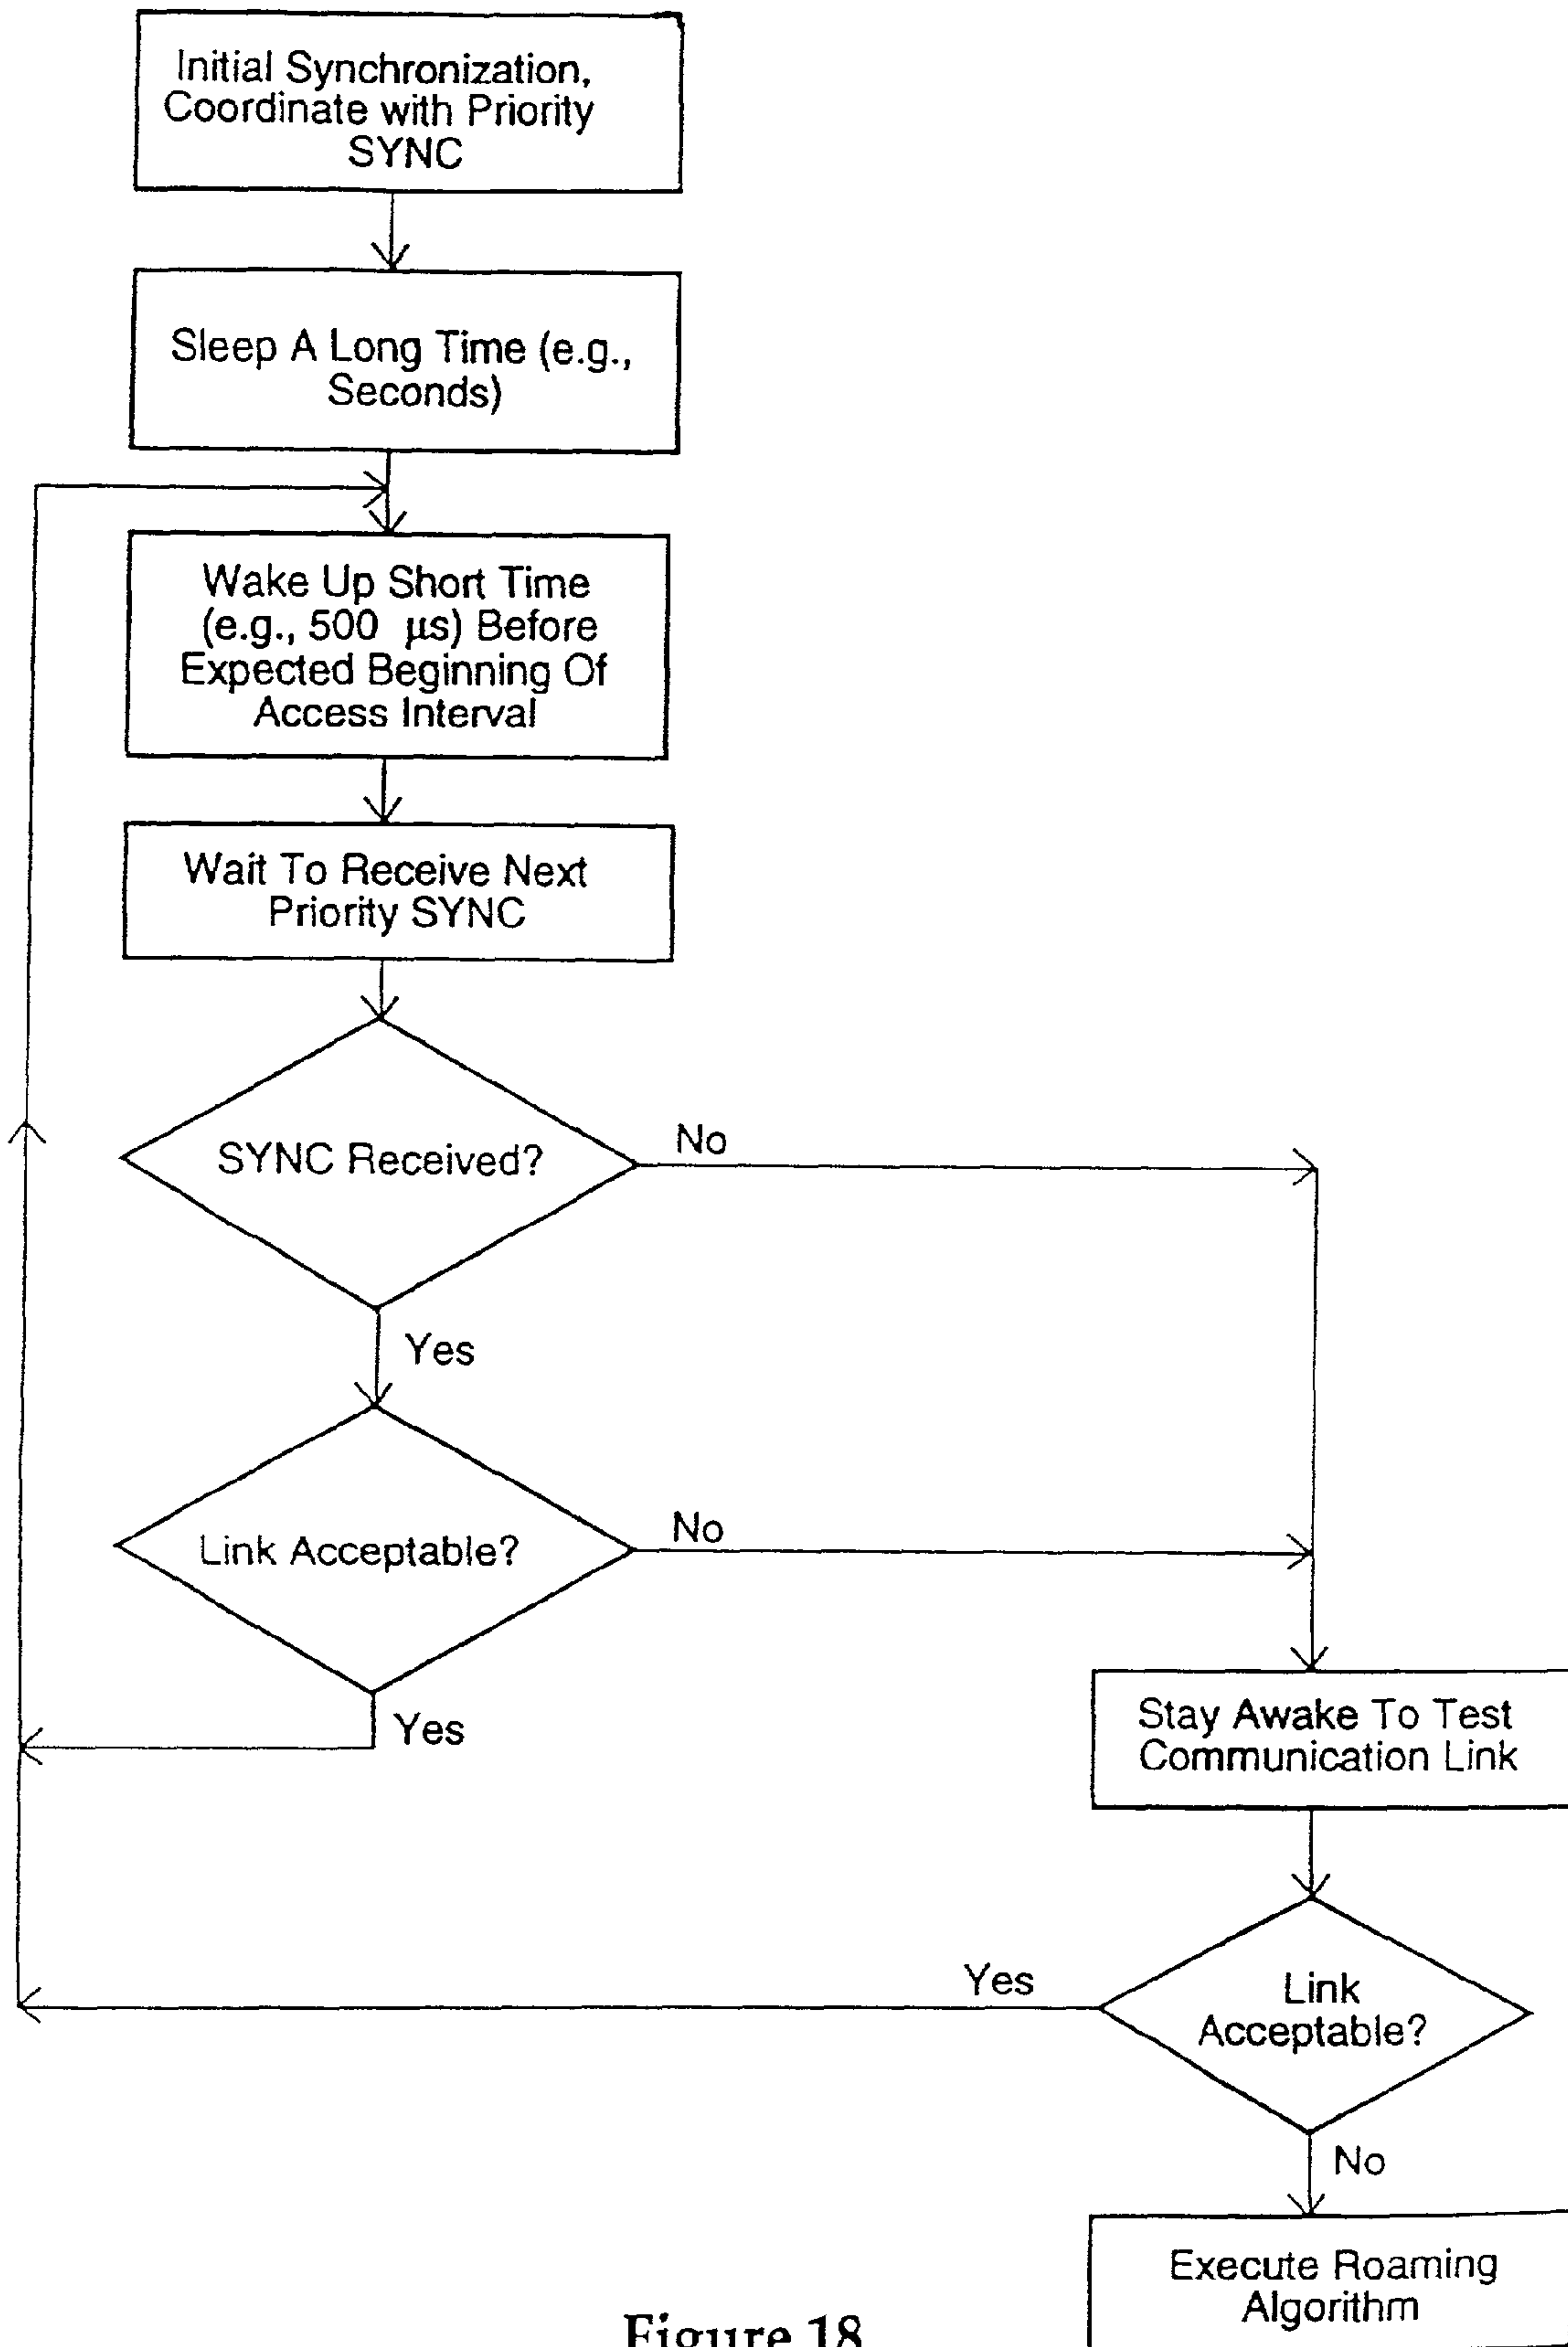 Initial Synchronization,
Coordinate with Priority
SYNC
Sleep A Long Time (e.g.,
Seconds)
Wake Up Short Time
(e.g., 500 µs) Before
Expected Beginning Of
Access Interval
Wait To Receive Next
Priority SYNC
SYNC Received?
No
Yes
Link Acceptable?
No
Yes
Stay Awake To Test
Communication Link
Link
Acceptable?
Yes
No
Execute Roaming
Algorithm
Figure 18